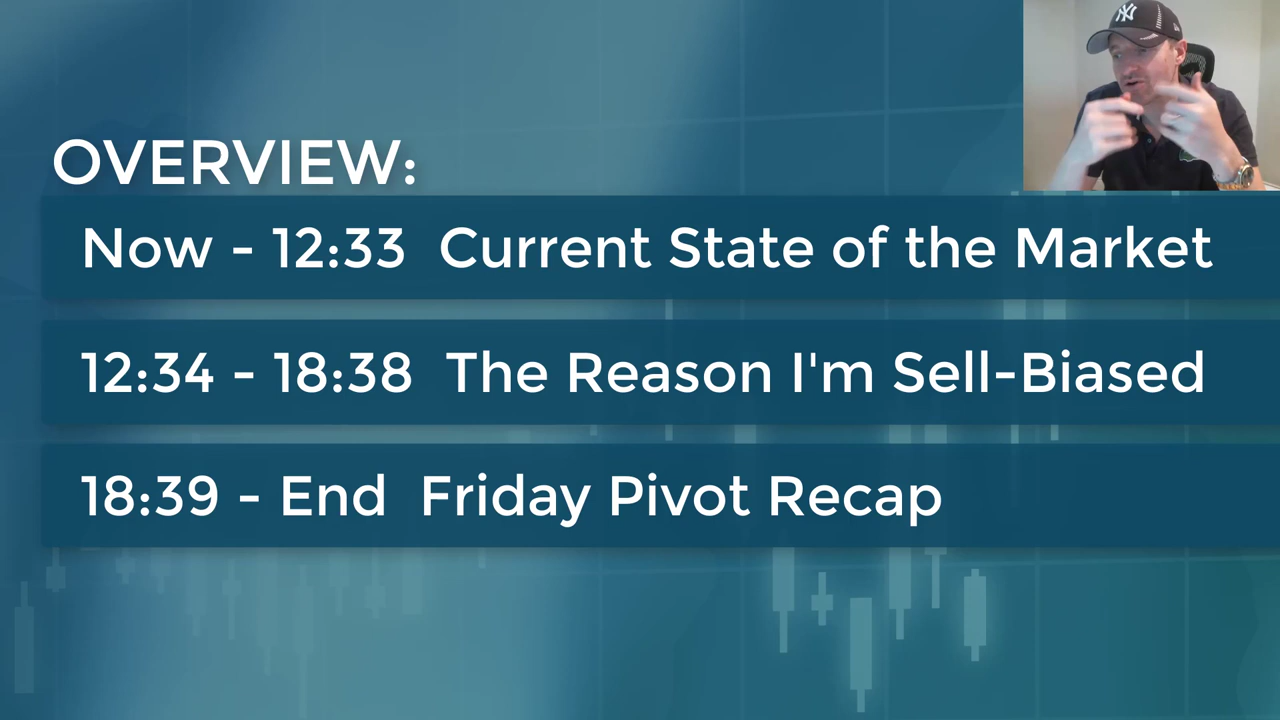 OVERVIEW:
Now - 12:33 Current State of the Market
12:34 - 18:38 The Reason I'm Sell-Biased
18:39 - End Friday Pivot Recap
NY